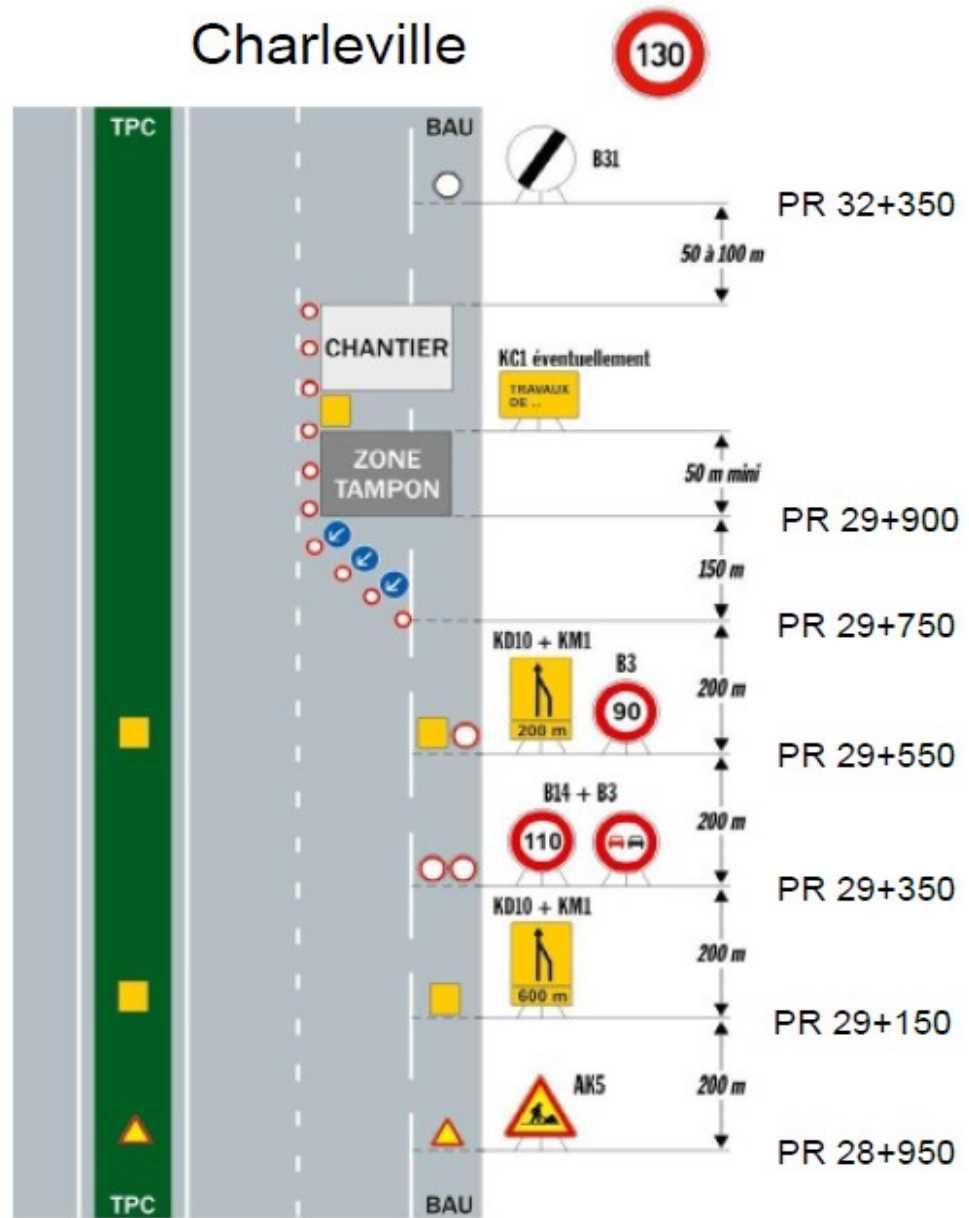 Charleville
130
TPC
BAU
B31
PR 32+350
50 à 100 m
CHANTIER
KC1 éventuellement
TRAVAUX
DE ...
ZONE
TAMPON
50 m mini
PR 29+900
150 m
PR 29+750
KD10 + KM1
B3
90
200 m
200 m
PR 29+550
B14 + B3
110
200 m
PR 29+350
KD10 + KM1
600 m
200 m
PR 29+150
AK5
200 m
PR 28+950
TPC
BAU